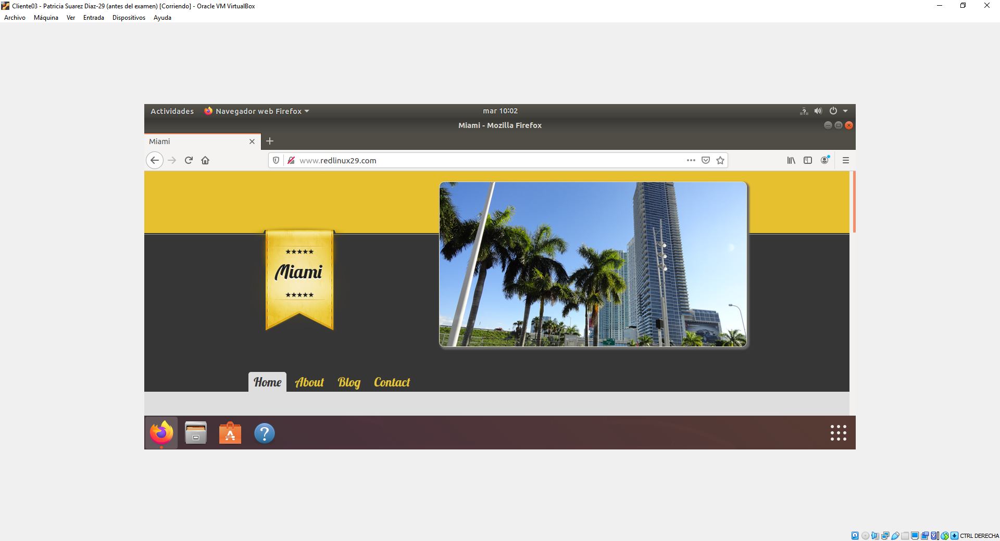 Cliente03 - Patricia Suarez Diaz-29 (antes del examen) [Corriendo] - Oracle VM VirtualBox
Archivo Máquina Ver Entrada Dispositivos Ayuda
Actividades Navegador web Firefox mar 10:02
Miami - Mozilla Firefox
Miami
www.redlinux29.com
Miami
Home About Blog Contact
CTRL DERECHA